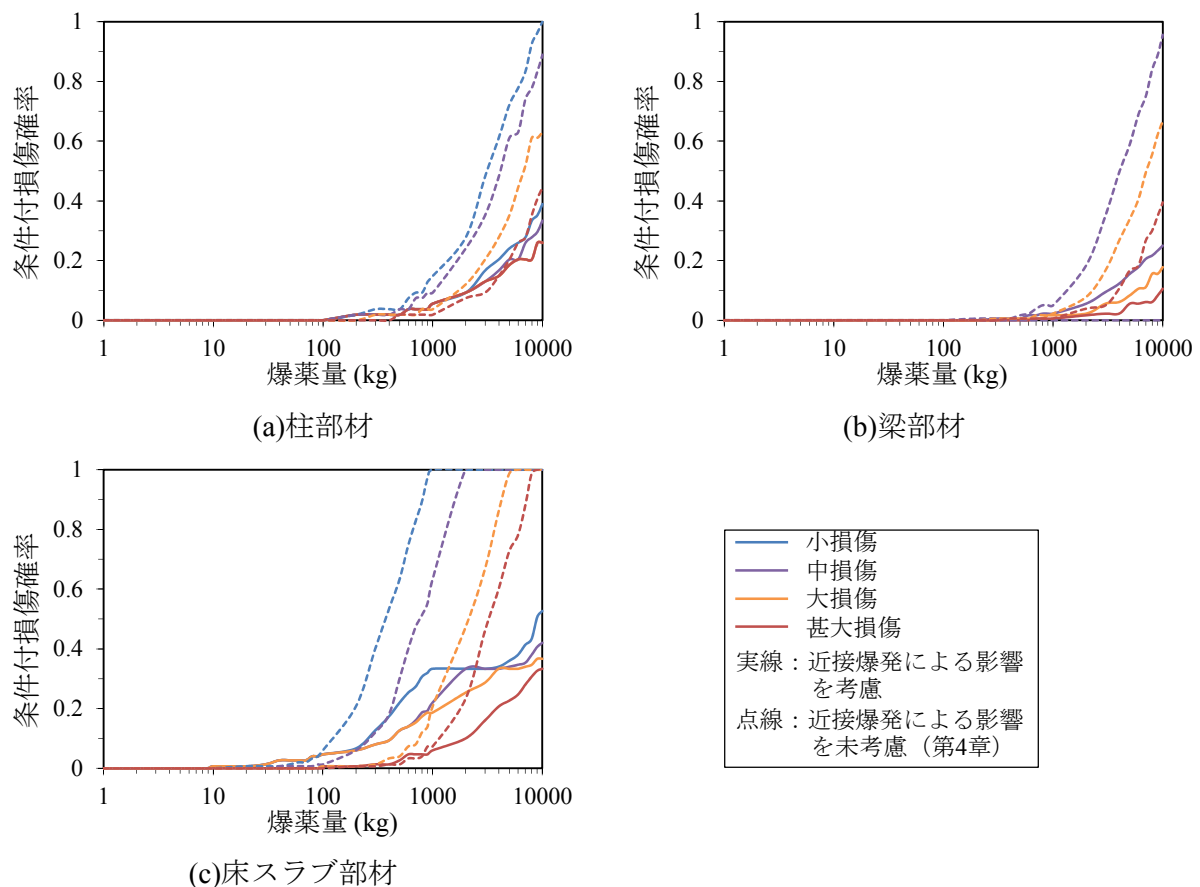 1
0.8
0.6
0.4
0.2
0
条件付損傷確率
1 10 100 1000 10000
爆薬量 (kg)
(a)柱部材
1
0.8
0.6
0.4
0.2
0
条件付損傷確率
1 10 100 1000 10000
爆薬量 (kg)
(b)梁部材
1
0.8
0.6
0.4
0.2
0
条件付損傷確率
1 10 100 1000 10000
爆薬量 (kg)
(c)床スラブ部材
小損傷
中損傷
大損傷
甚大損傷
実線：近接爆発による影響
を考慮
点線：近接爆発による影響
を未考慮（第4章）